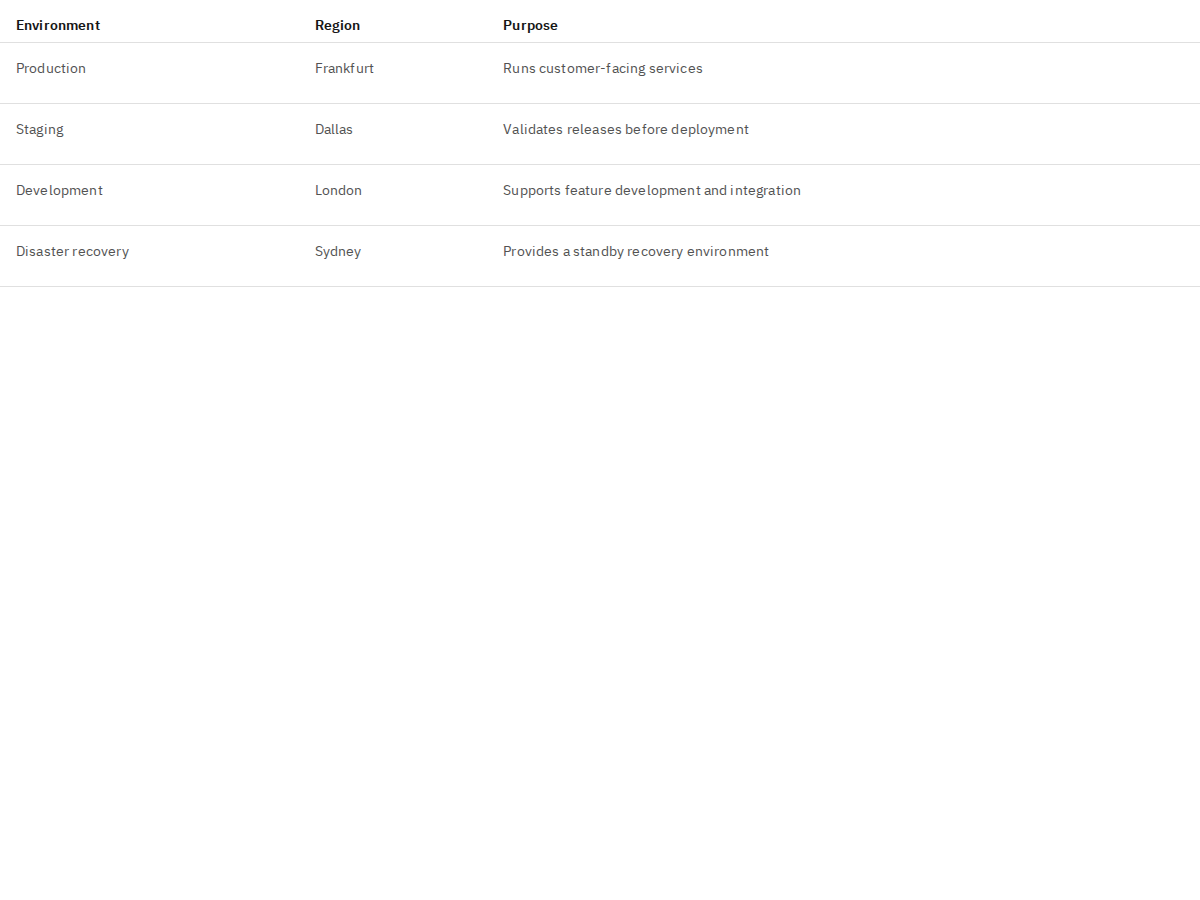 Environment Region Purpose
Production Frankfurt Runs customer-facing services
Staging Dallas Validates releases before deployment
Development London Supports feature development and integration
Disaster recovery Sydney Provides a standby recovery environment